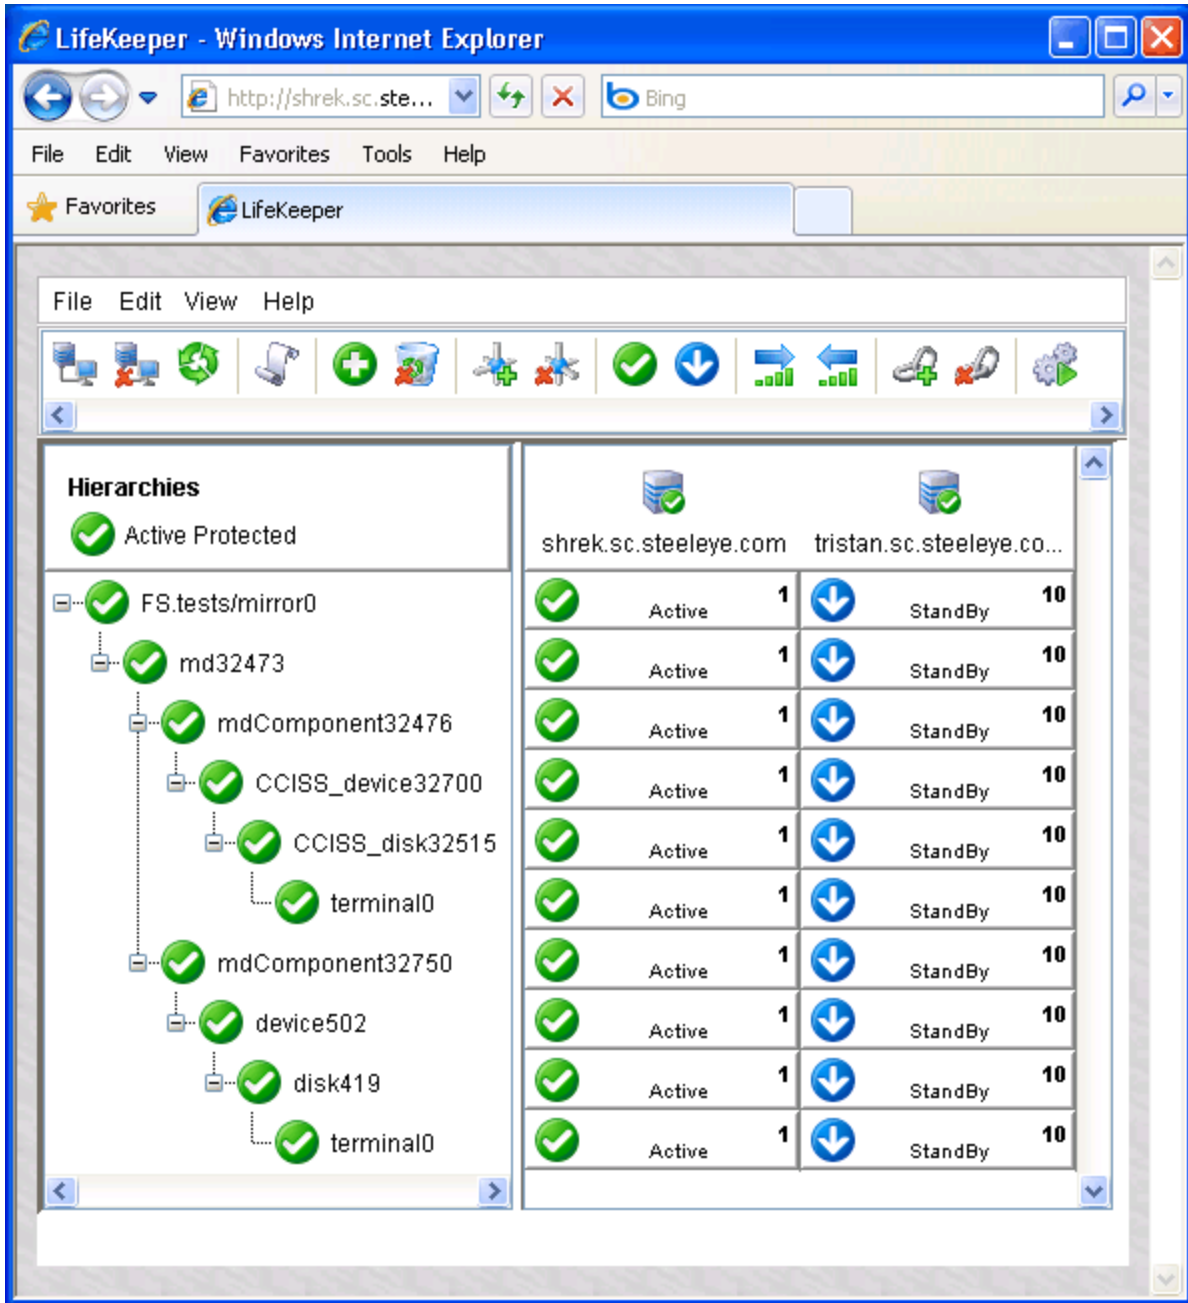 LifeKeeper - Windows Internet Explorer
http://shrek.sc.ste... Bing
File Edit View Favorites Tools Help
Favorites LifeKeeper
File Edit View Help
Hierarchies
Active Protected shrek.sc.steeleye.com tristan.sc.steeleye.co...
FS.tests/mirror0 Active 1 StandBy 10
md32473 Active 1 StandBy 10
mdComponent32476 Active 1 StandBy 10
CCISS_device32700 Active 1 StandBy 10
CCISS_disk32515 Active 1 StandBy 10
terminal0 Active 1 StandBy 10
mdComponent32750 Active 1 StandBy 10
device502 Active 1 StandBy 10
disk419 Active 1 StandBy 10
terminal0 Active 1 StandBy 10